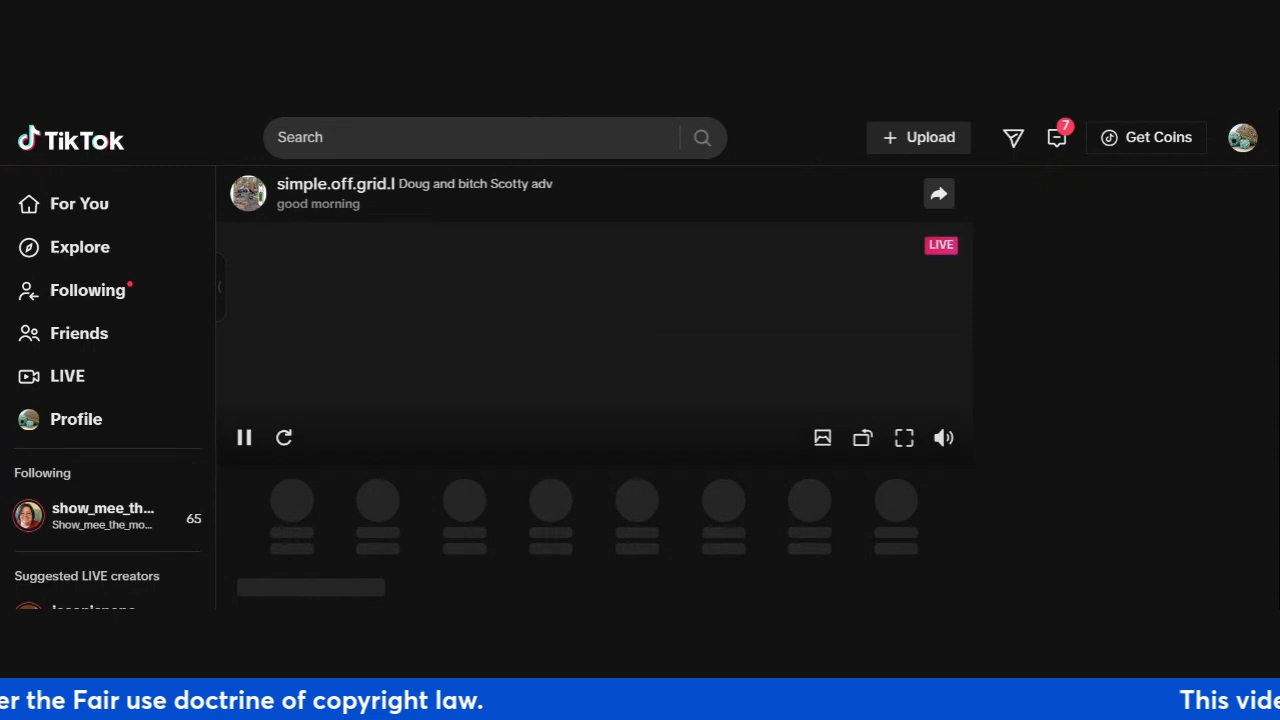 TikTok
Search
Upload
7
Get Coins
For You
Explore
Following
Friends
LIVE
Profile
Following
show_mee_th...
Show_mee_the_mo...
65
Suggested LIVE creators
simple.off.grid.l Doug and bitch Scotty adv
good morning
LIVE
er the Fair use doctrine of copyright law.
This vide